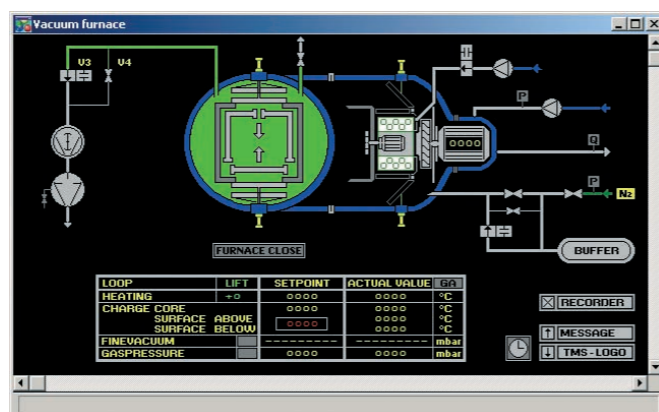 Vacuum furnace
V3 V4
P
P
Q
P
N₂
BUFFER
FURNACE CLOSE
LOOP LIFT SETPOINT ACTUAL VALUE GA
HEATING +0 0000 0000 °C
CHARGE CORE 0000 °C
SURFACE ABOVE 0000 0000 °C
SURFACE BELOW 0000 °C
FINEVACUUM --------- --------- mbar
GASPRESSURE 0000 0000 mbar
0000
RECORDER
MESSAGE
TMS-LOGO